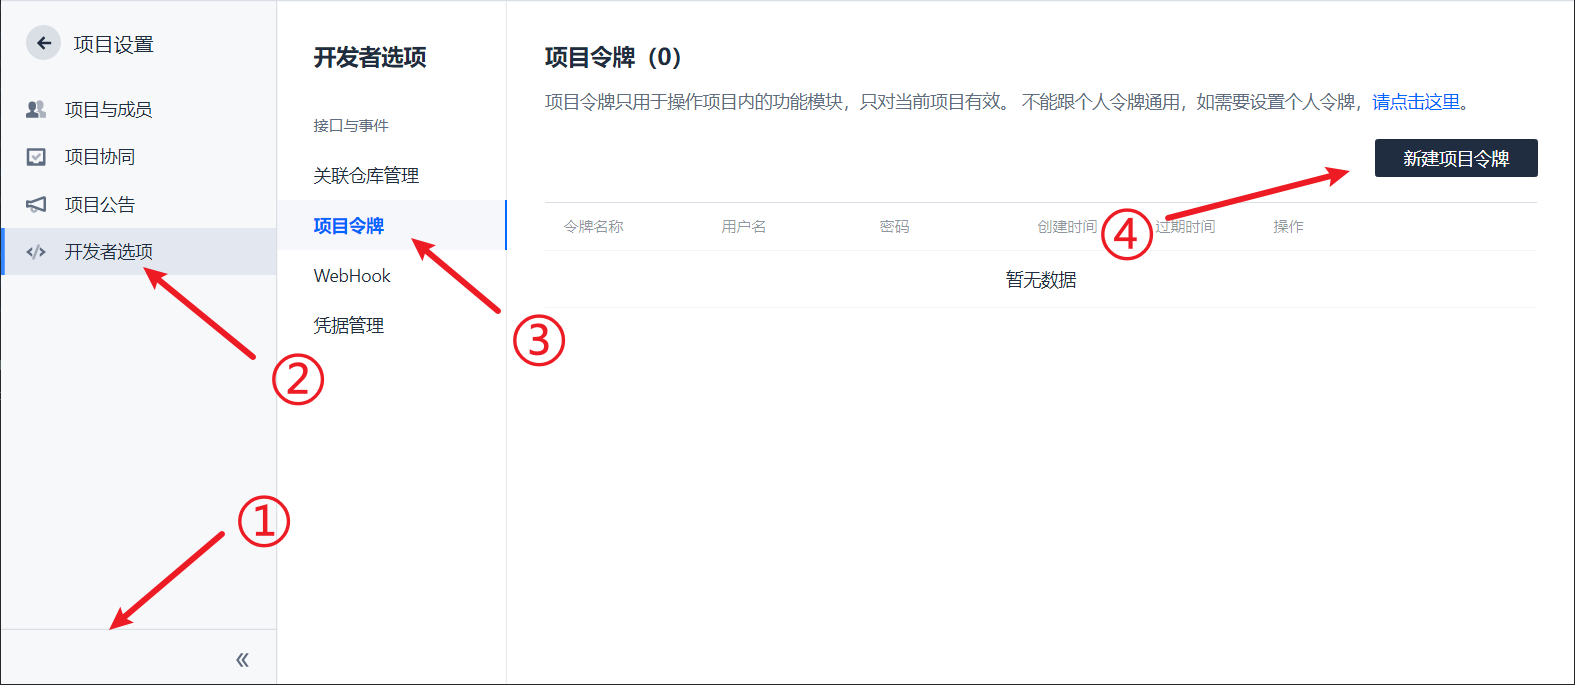 项目设置
项目与成员
项目协同
项目公告
开发者选项
②
①
«
开发者选项
接口与事件
关联仓库管理
项目令牌
WebHook
凭据管理
③
项目令牌（0）
项目令牌只用于操作项目内的功能模块，只对当前项目有效。 不能跟个人令牌通用，如需要设置个人令牌，请点击这里。
新建项目令牌
④
令牌名称 用户名 密码 创建时间 过期时间 操作
暂无数据